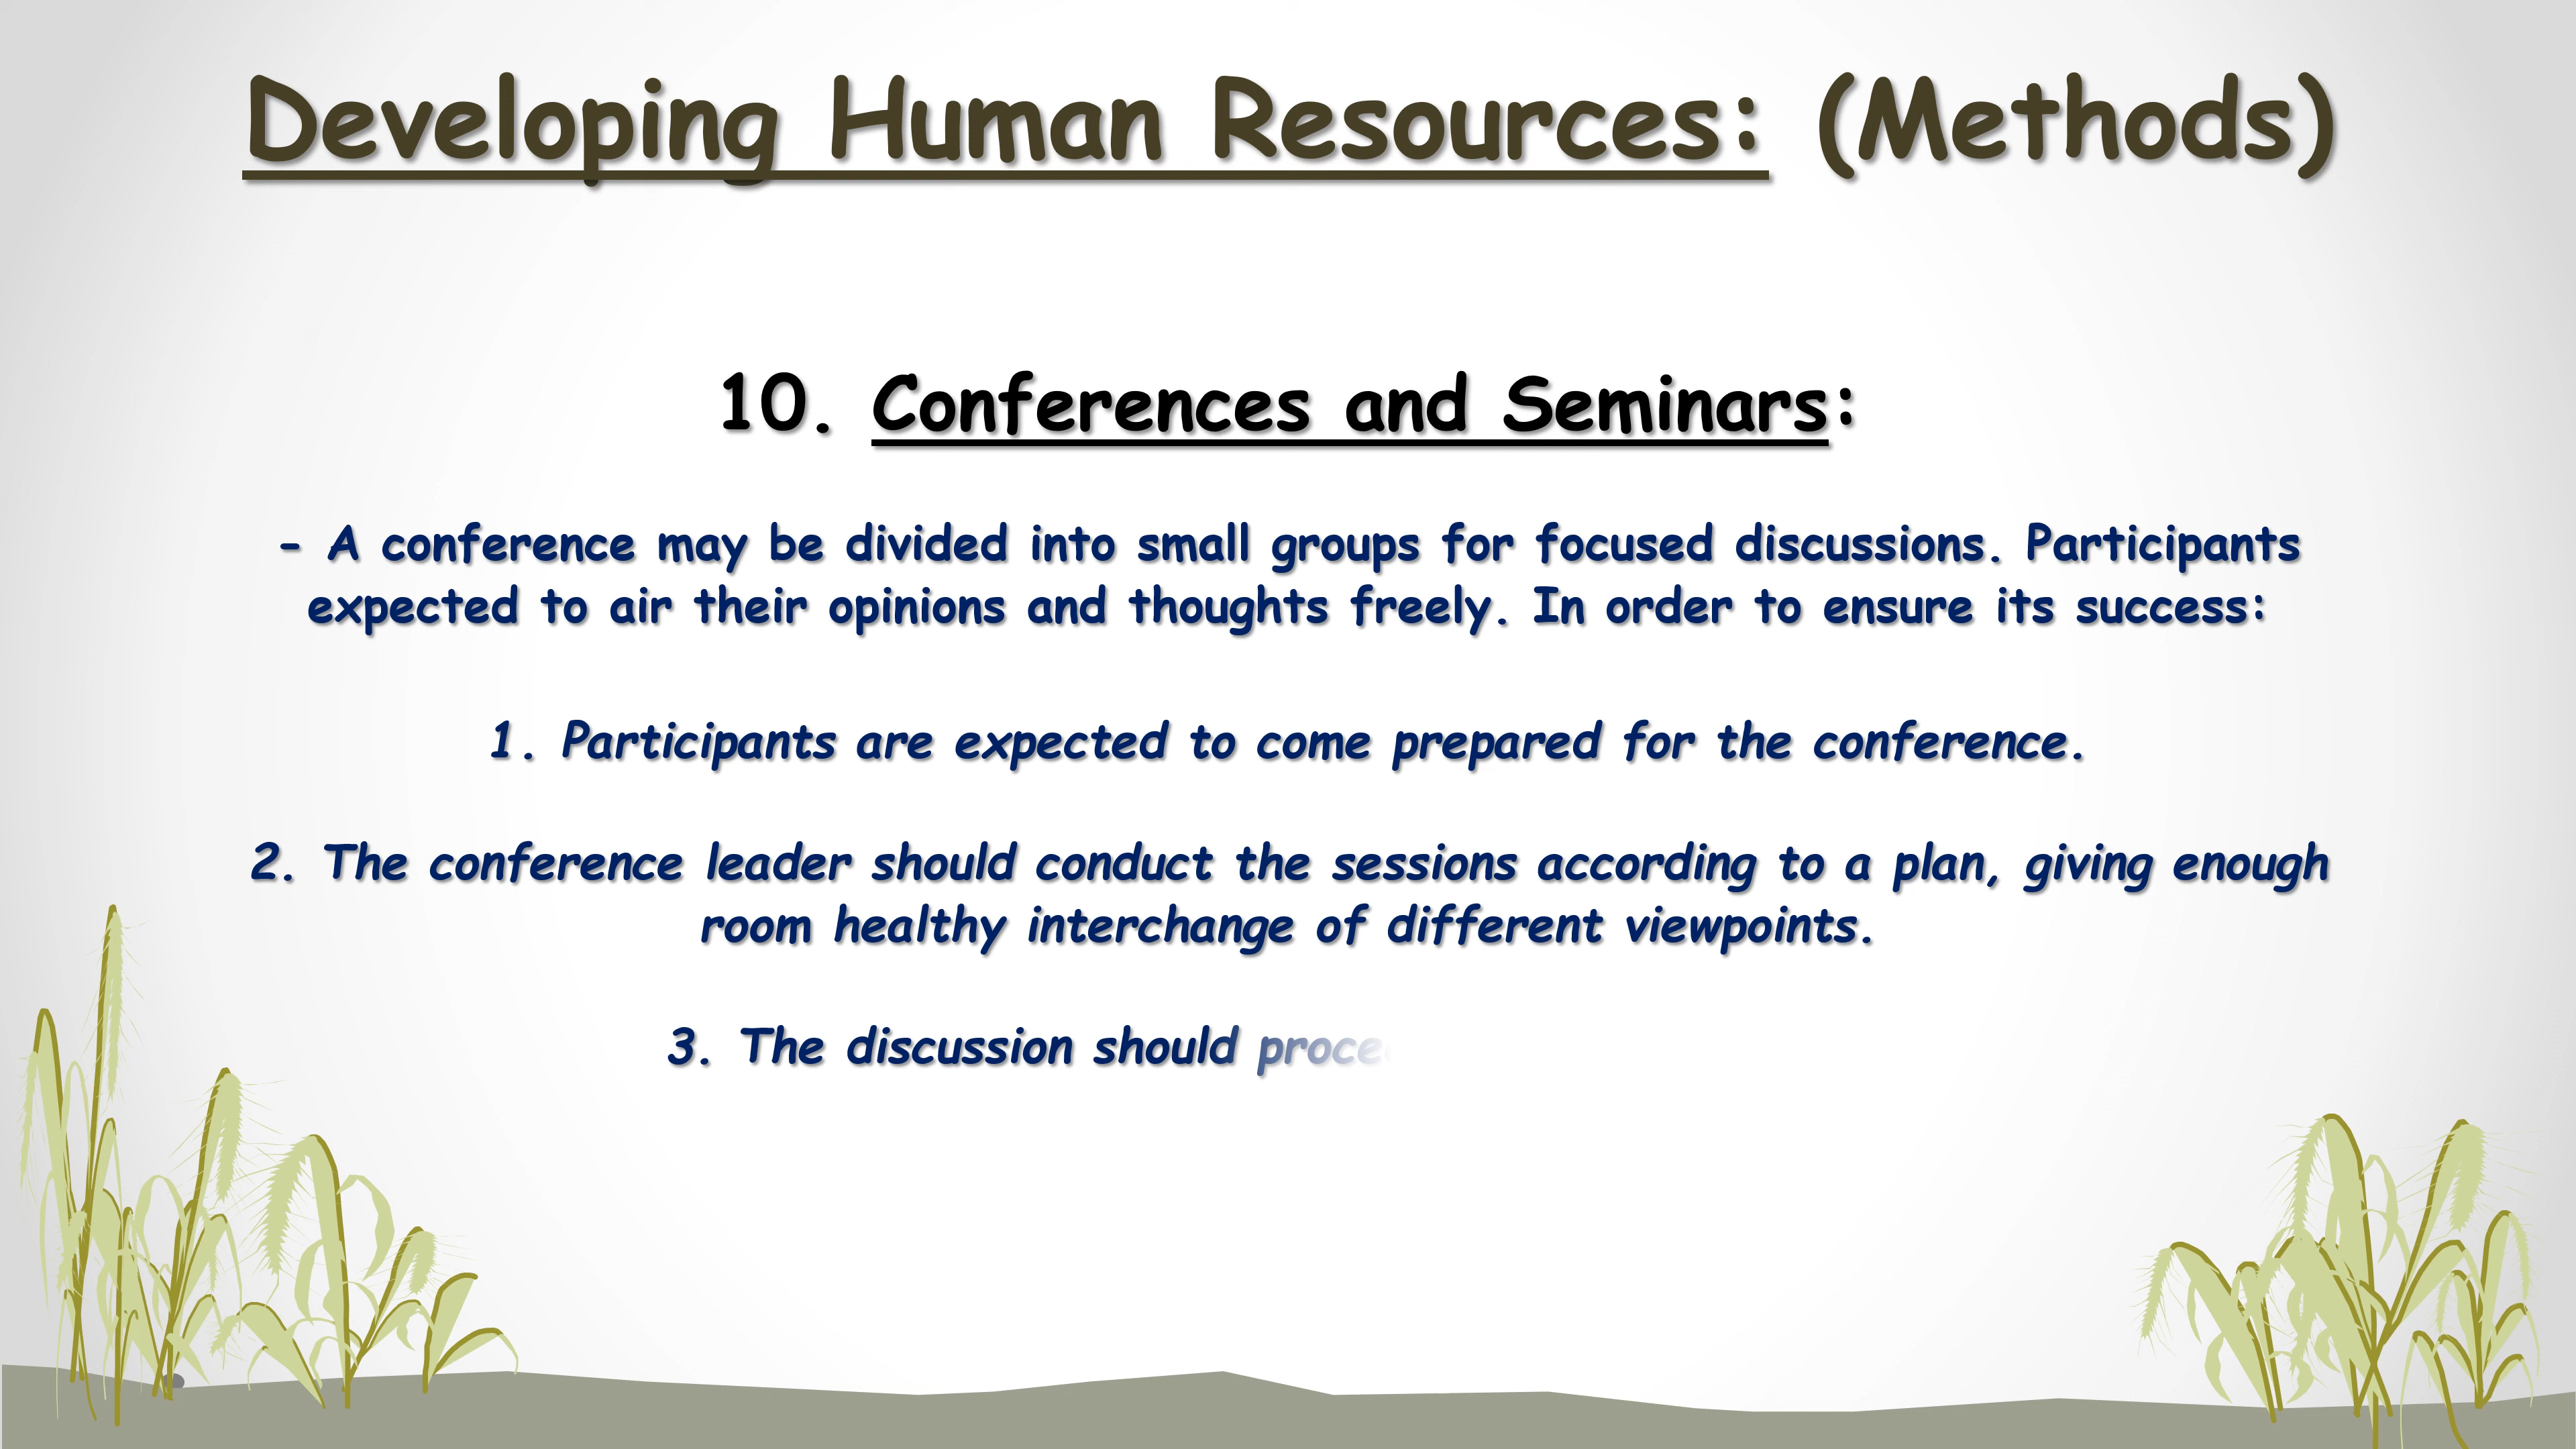 Developing Human Resources: (Methods)
10. Conferences and Seminars:
- A conference may be divided into small groups for focused discussions. Participants
expected to air their opinions and thoughts freely. In order to ensure its success:
1. Participants are expected to come prepared for the conference.
2. The conference leader should conduct the sessions according to a plan, giving enough
room healthy interchange of different viewpoints.
3. The discussion should